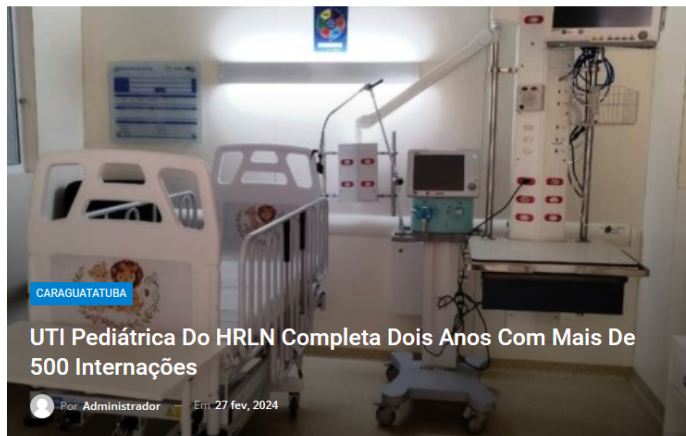 CARAGUATATUBA
UTI Pediátrica Do HRLN Completa Dois Anos Com Mais De
500 Internações
Por Administrador — Em 27 fev, 2024